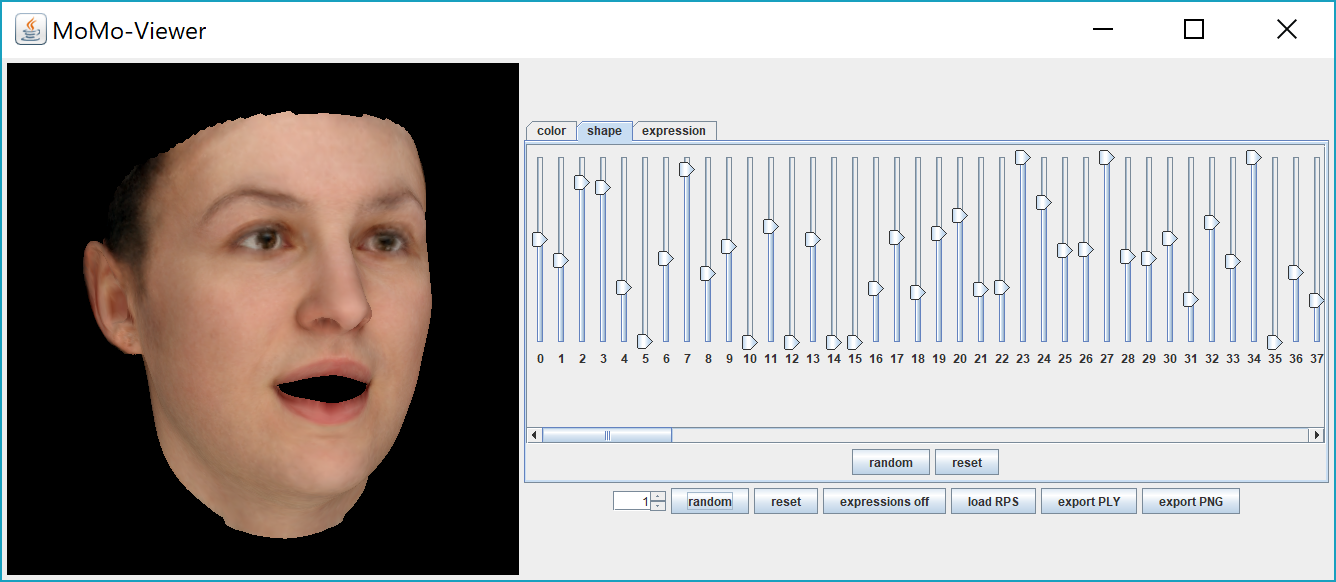 MoMo-Viewer
color shape expression
0 1 2 3 4 5 6 7 8 9 10 11 12 13 14 15 16 17 18 19 20 21 22 23 24 25 26 27 28 29 30 31 32 33 34 35 36 37
random reset
1 random reset expressions off load RPS export PLY export PNG